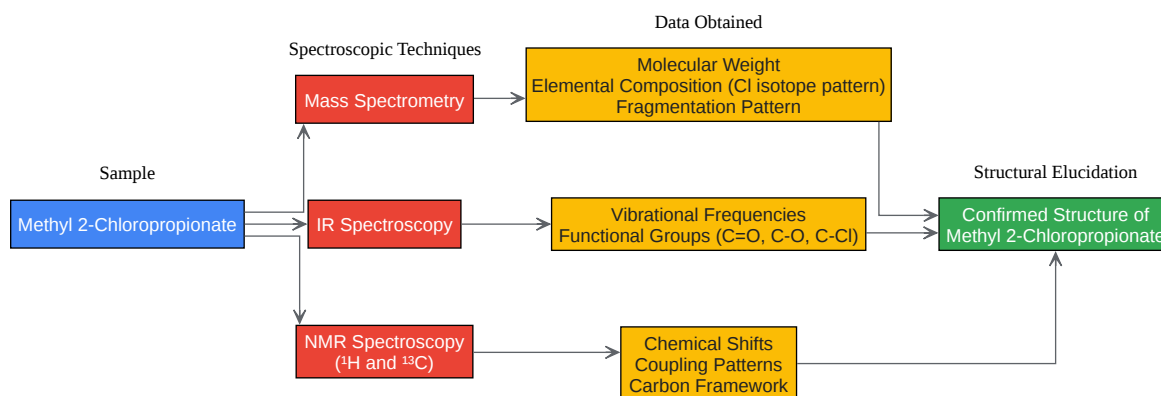 Data Obtained
Spectroscopic Techniques
Molecular Weight
Elemental Composition (Cl isotope pattern)
Fragmentation Pattern
Mass Spectrometry
Sample
Structural Elucidation
Methyl 2-Chloropropionate
IR Spectroscopy
Vibrational Frequencies
Functional Groups (C=O, C-O, C-Cl)
Confirmed Structure of
Methyl 2-Chloropropionate
NMR Spectroscopy
(¹H and ¹³C)
Chemical Shifts
Coupling Patterns
Carbon Framework